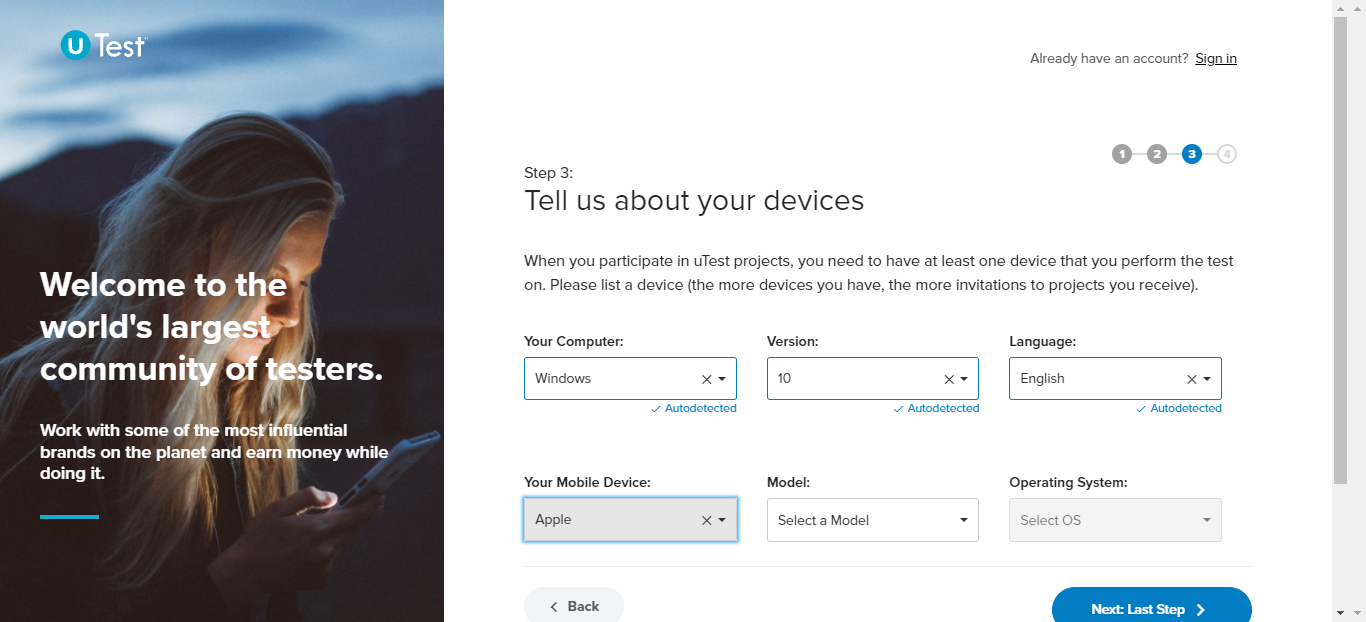 uTest
Already have an account? Sign in
1 2 3 4
Step 3:
Tell us about your devices
When you participate in uTest projects, you need to have at least one device that you perform the test
on. Please list a device (the more devices you have, the more invitations to projects you receive).
Welcome to the
world's largest
community of testers.
Work with some of the most influential
brands on the planet and earn money while
doing it.
Your Computer: Version: Language:
Windows 10 English
Autodetected Autodetected Autodetected
Your Mobile Device: Model: Operating System:
Apple Select a Model Select OS
Back Next: Last Step